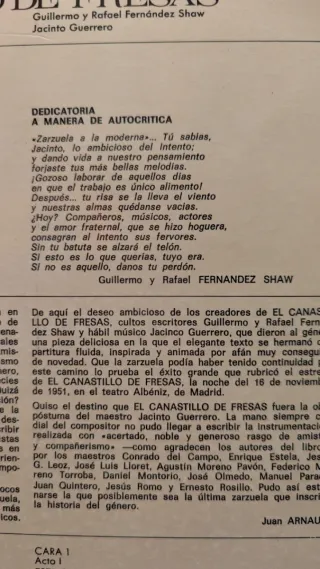 DE FRESAS
Guillermo y Rafael Fernández Shaw
Jacinto Guerrero
DEDICATORIA
A MANERA DE AUTOCRITICA
«Zarzuela a la moderna»... Tú sabías,
Jacinto, lo ambicioso del intento;
y dando vida a nuestro pensamiento
forjaste tus más bellas melodías.
¡Gozoso laborar de aquellos días
en que el trabajo es único alimento!
Después... tu risa se la lleva el viento
y nuestras almas quédanse vacías.
¿Hoy? Compañeros, músicos, actores
y el amor fraternal, que se hizo hoguera,
consagran al intento sus fervores.
Sin tu batuta se alzará el telón.
Si esto es lo que querías, tuyo era.
Si no es aquello, danos tu perdón.
Guillermo y Rafael FERNANDEZ SHAW
De aquí el deseo ambicioso de los creadores de EL CANASTI-
LLO DE FRESAS, cultos escritores Guillermo y Rafael Fernán-
dez Shaw y hábil músico Jacinto Guerrero, que dieron al género
una pieza deliciosa en la que el elegante texto se hermanó c
partitura fluida, inspirada y animada por afán muy consegu
de novedad. Que la zarzuela podía haber tenido continuidad p
este camino lo prueba el éxito grande que rubricó el estre
de EL CANASTILLO DE FRESAS, la noche del 16 de noviemb
de 1951, en el teatro Albéniz, de Madrid.
Quiso el destino que EL CANASTILLO DE FRESAS fuera la ob
póstuma del maestro Jacinto Guerrero. La mano siempre co
dial del compositor no pudo llegar a escribir la instrumentació
realizada con «acertado, noble y generoso rasgo de amist
y compañerismo» —como agradecen los autores del libro
por los maestros Conrado del Campo, Enrique Estela, Jes
G. Leoz, José Luis Lloret, Agustín Moreno Pavón, Federico M
reno Torroba, Daniel Montorio, José Olmedo, Manuel Para
Juan Quintero, Jesús Romo y Ernesto Rosillo. Pudo así est
narse la que posiblemente sea la última zarzuela que inscri
la historia del género.
Juan ARNAU
CARA 1
Acto I